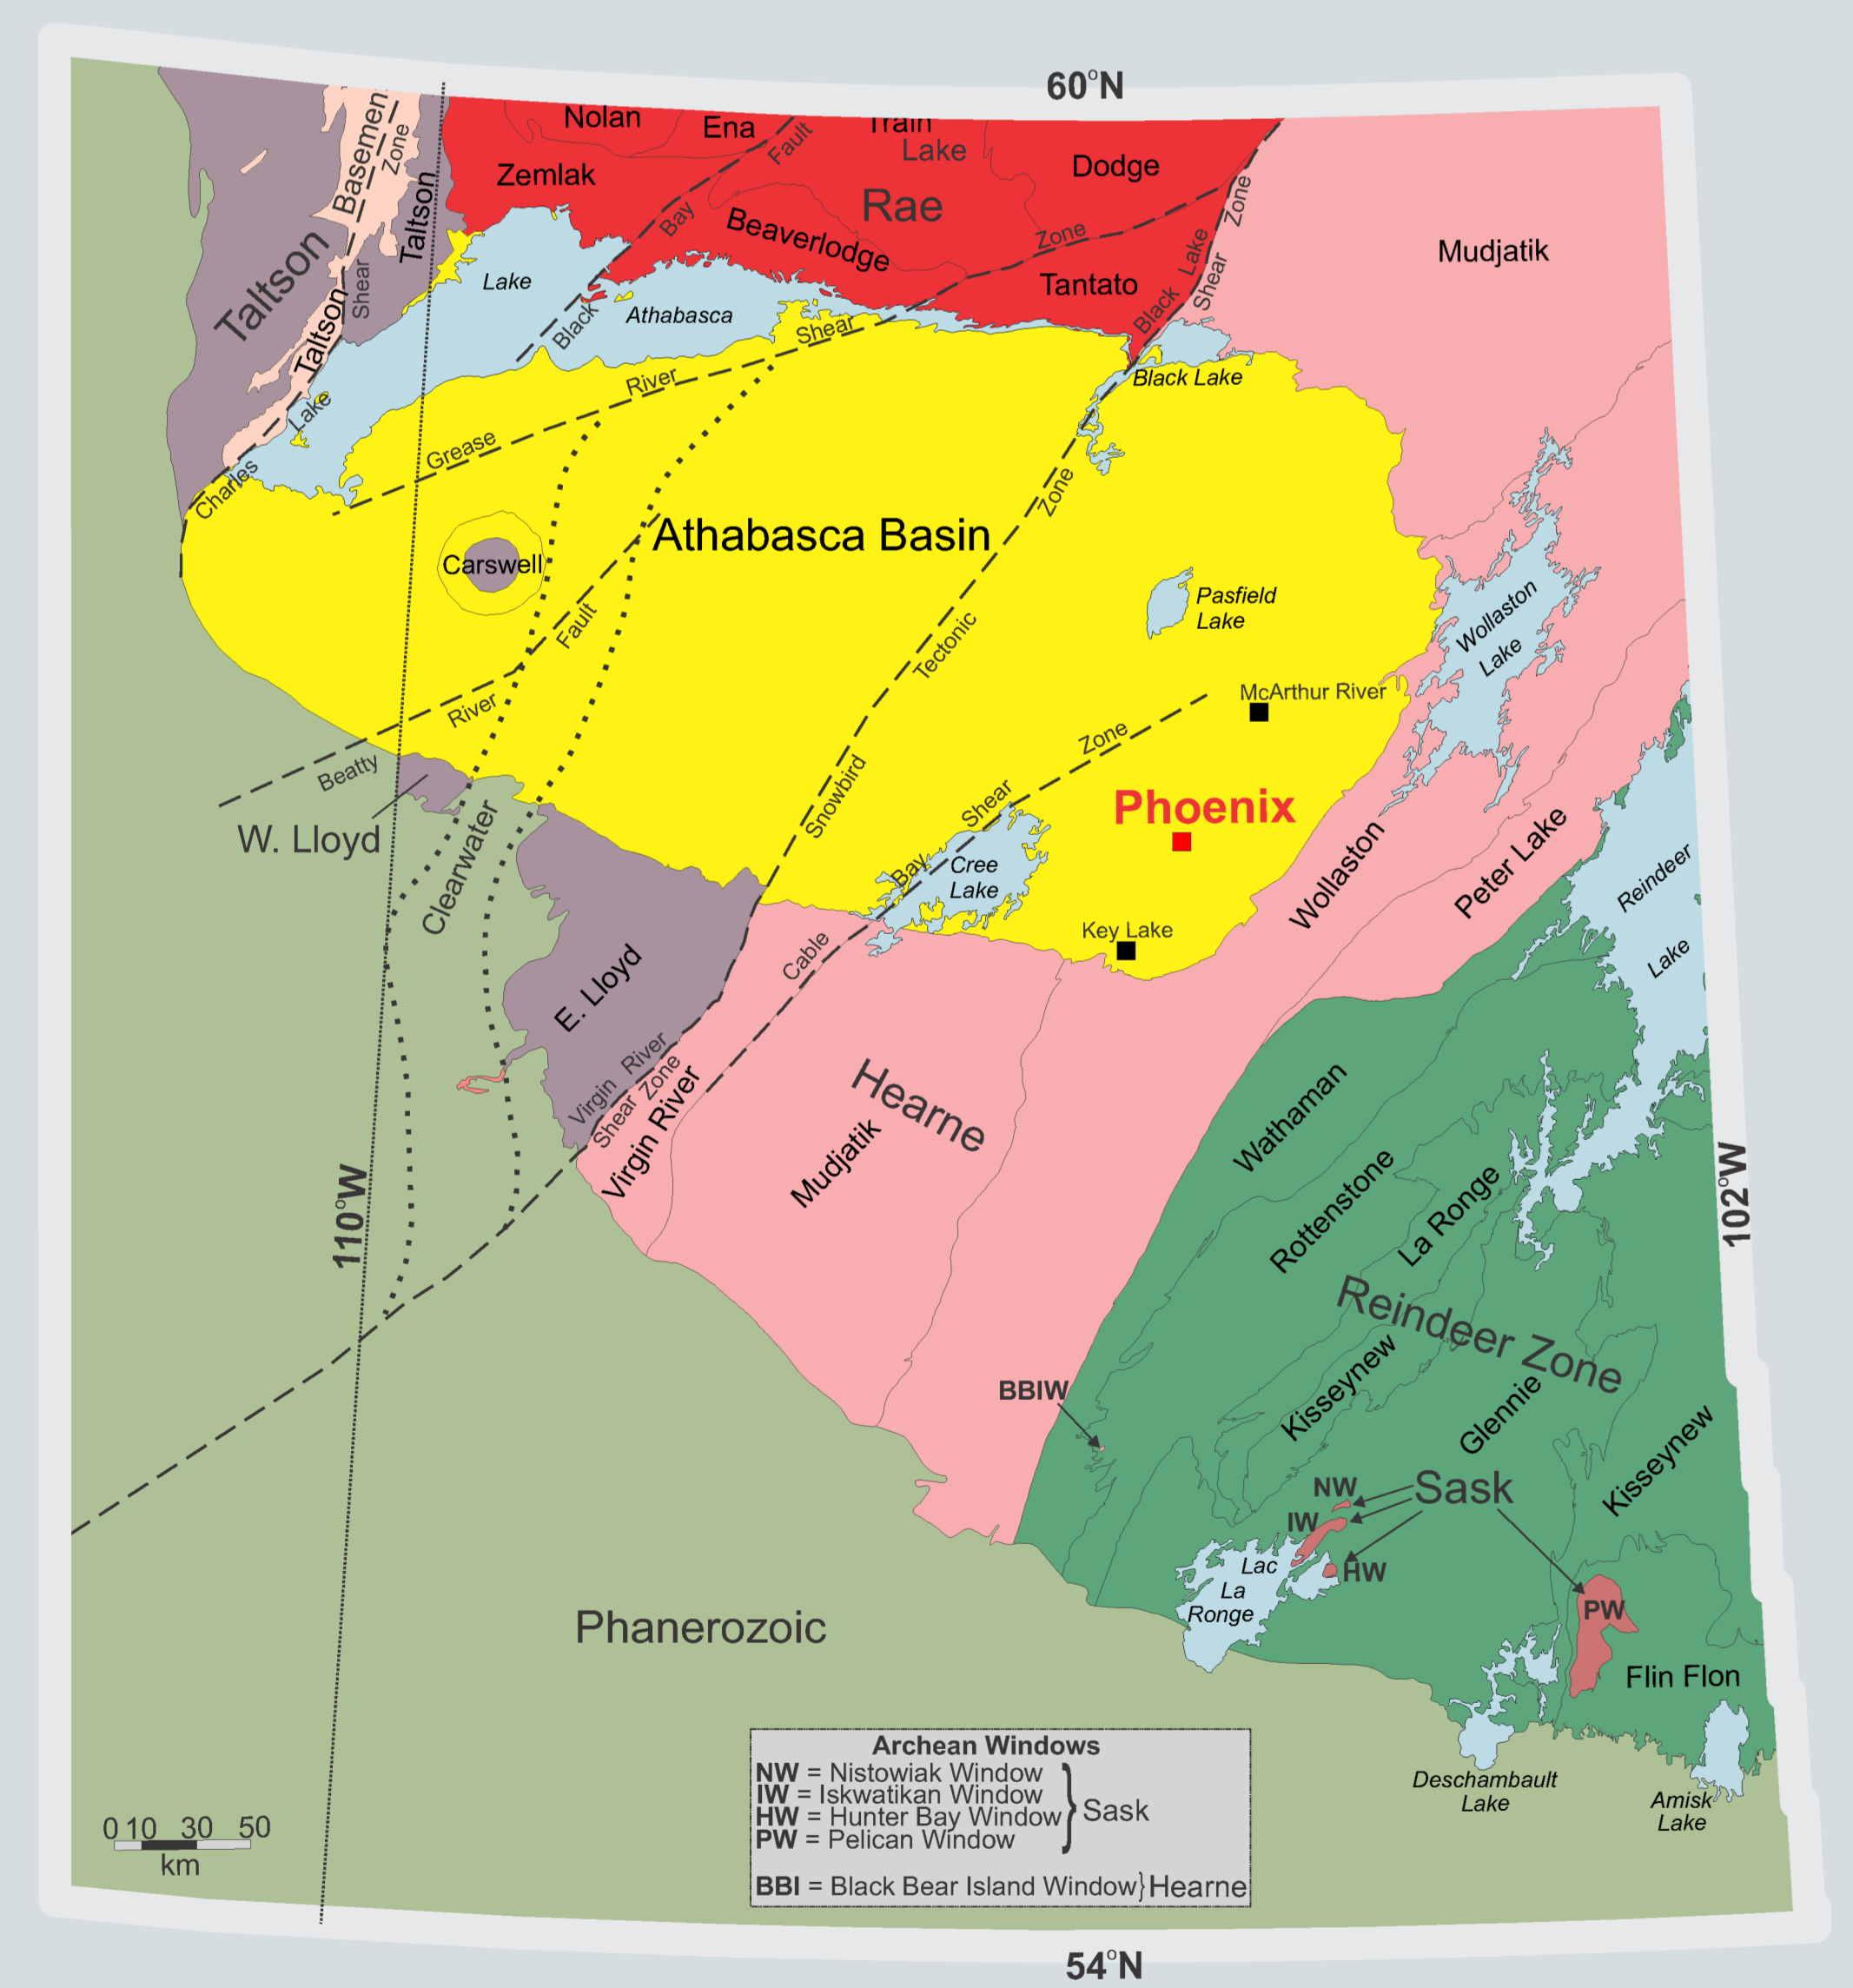 60°N
Nolan
Ena
Train
Lake
Fault
Zemlak
Dodge
Basement
Zone
Taltson
Rae
Bay
Beaverlodge
Zone
Zone
Mudjatik
Taltson
Shear
Lake
Tantato
Lake
Shear
Black
Black
Athabasca
Taltson
Shear
Black Lake
River
Lake
Grease
Charles
Zone
Athabasca Basin
Carswell
Pasfield
Lake
Wollaston
Lake
Fault
Tectonic
McArthur River
River
Zone
Beatty
Snowbird
Shear
Phoenix
W. Lloyd
Clearwater
Bay
Cree
Lake
Wollaston
Peter Lake
Reindeer
Lake
Key Lake
Cable
E. Lloyd
Virgin River
Shear Zone
Virgin River
Hearne
Mudjatik
Wathaman
Rottenstone
La Ronge
110°W
102°W
Reindeer Zone
Kisseynew
Glennie
Kisseynew
BBIW
NW
Sask
IW
HW
Lac
La
Ronge
PW
Phanerozoic
Flin Flon
Deschambault
Lake
Amisk
Lake
Archean Windows
NW = Nistowiak Window
IW = Iskwatikan Window
HW = Hunter Bay Window
PW = Pelican Window
Sask
BBI = Black Bear Island Window}Hearne
0 10 30 50
km
54°N